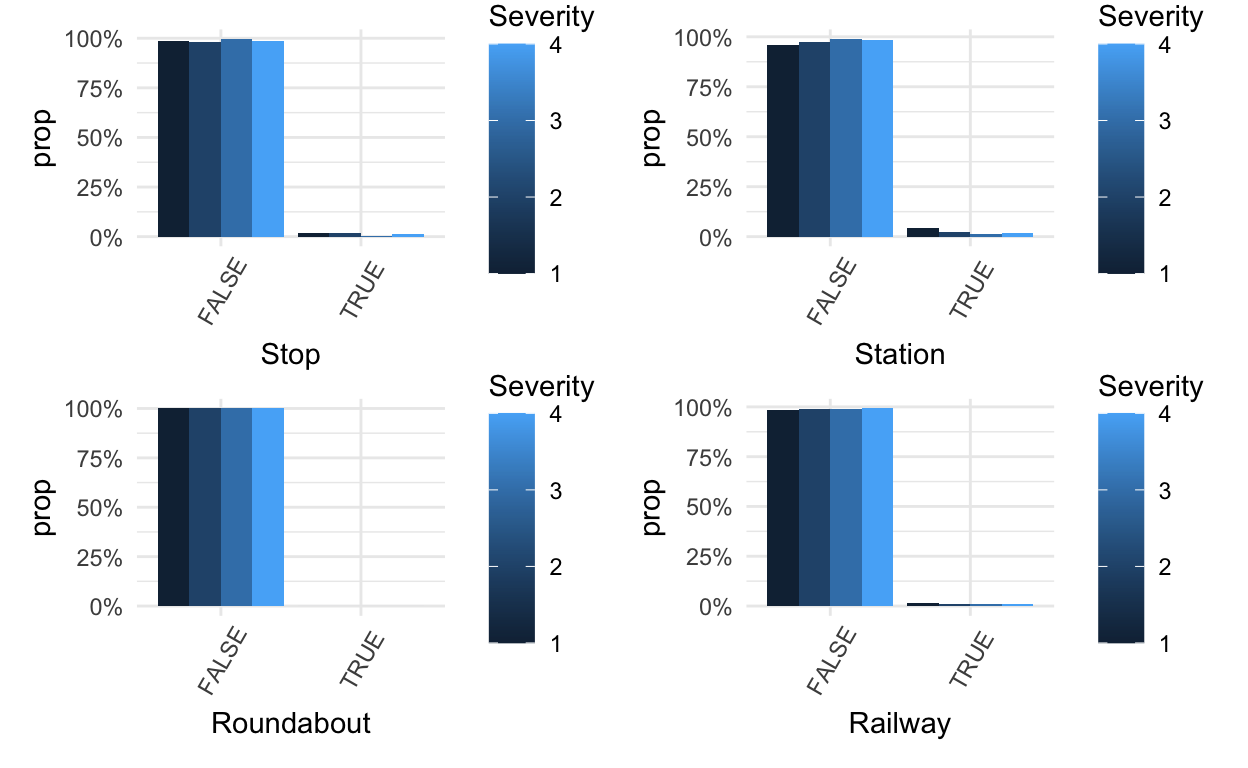 Severity
100%
75%
50%
25%
0%
prop
FALSE
TRUE
Stop
4
3
2
1
Severity
100%
75%
50%
25%
0%
prop
FALSE
TRUE
Station
4
3
2
1
Severity
100%
75%
50%
25%
0%
prop
FALSE
TRUE
Roundabout
4
3
2
1
Severity
100%
75%
50%
25%
0%
prop
FALSE
TRUE
Railway
4
3
2
1